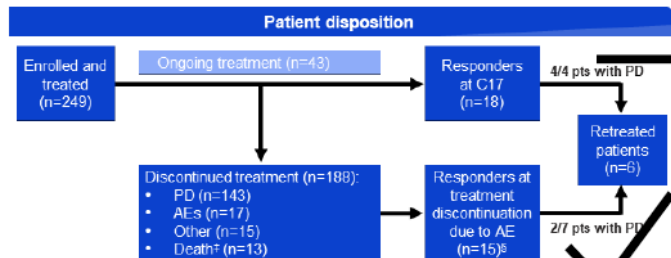 Patient disposition
Enrolled and
treated
(n=249)
Ongoing treatment (n=43)
Responders
at C17
(n=18)
4/4 pts with PD
Retreated
patients
(n=6)
Discontinued treatment (n=188):
• PD (n=143)
• AEs (n=17)
• Other (n=15)
• Death‡ (n=13)
Responders at
treatment
discontinuation
due to AE
(n=15)§
2/7 pts with PD